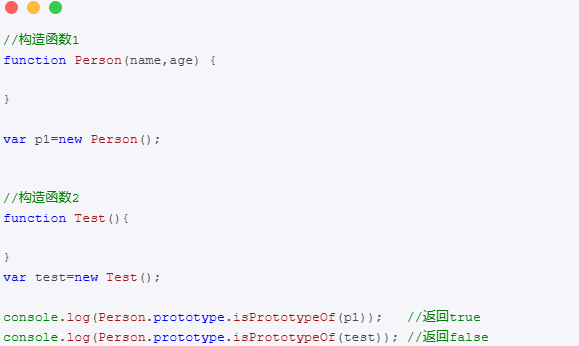 //构造函数1
function Person(name,age) {
}
var p1=new Person();
//构造函数2
function Test(){
}
var test=new Test();
console.log(Person.prototype.isPrototypeOf(p1));   //返回true
console.log(Person.prototype.isPrototypeOf(test)); //返回false